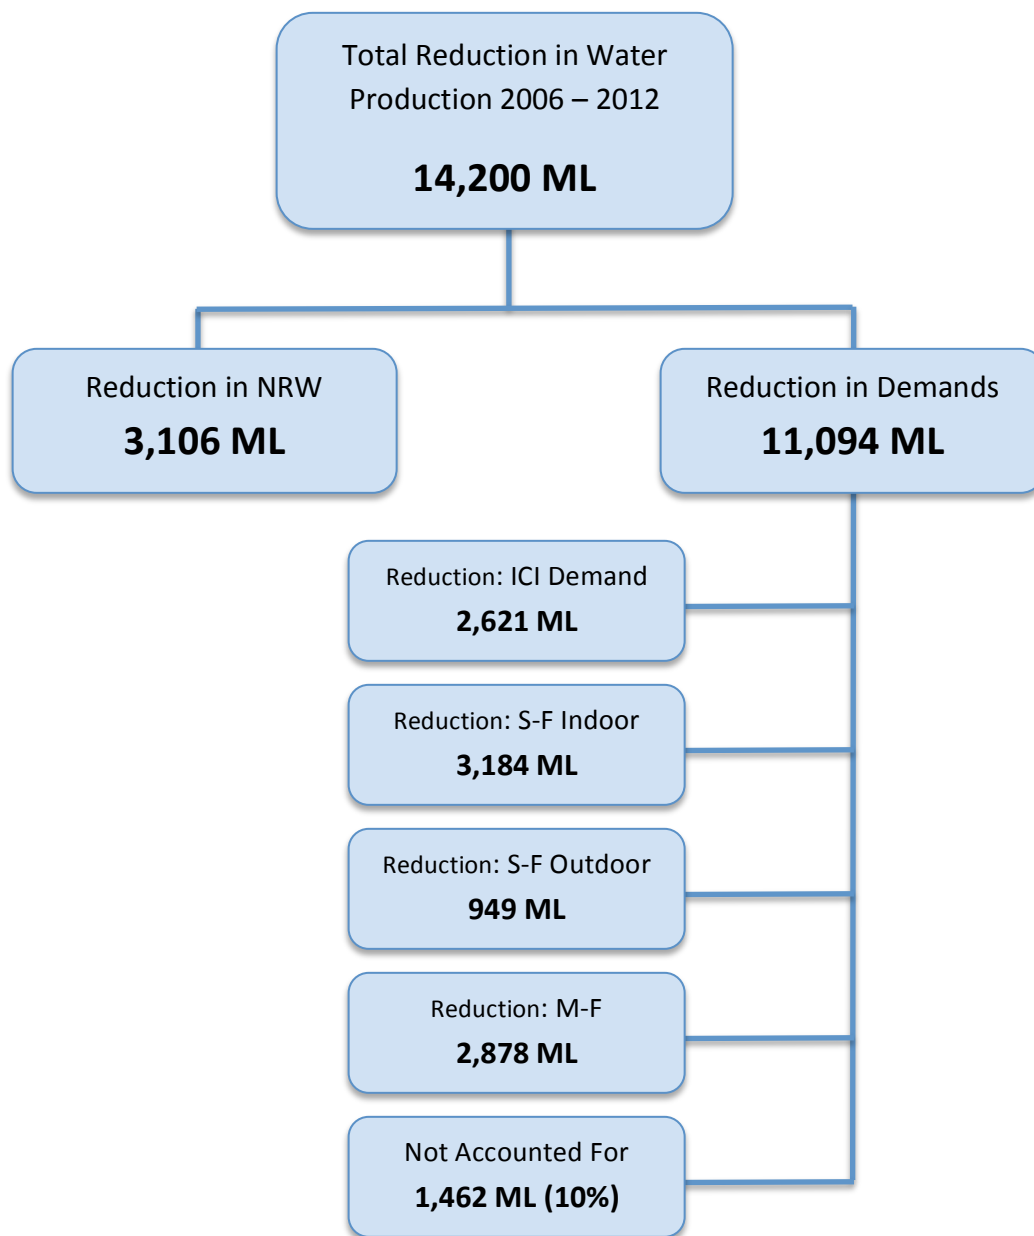 Total Reduction in Water
Production 2006 – 2012
14,200 ML
Reduction in NRW
3,106 ML
Reduction in Demands
11,094 ML
Reduction: ICI Demand
2,621 ML
Reduction: S-F Indoor
3,184 ML
Reduction: S-F Outdoor
949 ML
Reduction: M-F
2,878 ML
Not Accounted For
1,462 ML (10%)